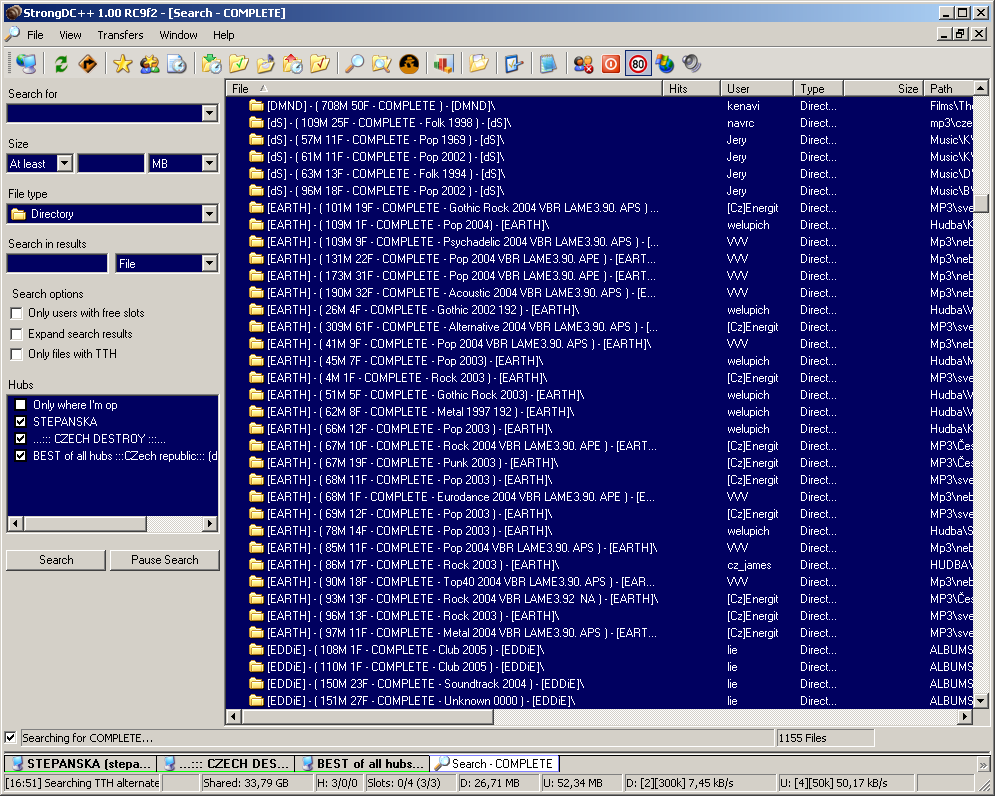 StrongDC++ 1.00 RC9f2 - [Search - COMPLETE]
File View Transfers Window Help
80
Search for
Size
At least MB
File type
Directory
Search in results
File
Search options
Only users with free slots
Expand search results
Only files with TTH
Hubs
Only where I'm op
STEPANSKA
...::: CZECH DESTROY :::...
BEST of all hubs :::CZech republic::: (d
Search Pause Search
File Hits User Type Size Path
[DMND] - ( 708M 50F - COMPLETE ) - [DMND]\ kenavi Direct... Films\The
[dS] - ( 109M 25F - COMPLETE - Folk 1998 ) - [dS]\ navrc Direct... mp3\cze
[dS] - ( 57M 11F - COMPLETE - Pop 1969 ) - [dS]\ Jery Direct... Music\K\
[dS] - ( 61M 11F - COMPLETE - Pop 2002 ) - [dS]\ Jery Direct... Music\K\
[dS] - ( 63M 13F - COMPLETE - Folk 1994 ) - [dS]\ Jery Direct... Music\D\
[dS] - ( 96M 18F - COMPLETE - Pop 2002 ) - [dS]\ Jery Direct... Music\B\
[EARTH] - ( 101M 19F - COMPLETE - Gothic Rock 2004 VBR LAME3.90. APS ) ... [Cz]Energit Direct... MP3\sve
[EARTH] - ( 109M 1F - COMPLETE - Pop 2004) - [EARTH]\ welupich Direct... Hudba\K
[EARTH] - ( 109M 9F - COMPLETE - Psychadelic 2004 VBR LAME3.90. APS ) - [... VVV Direct... Mp3\neb
[EARTH] - ( 131M 22F - COMPLETE - Pop 2004 VBR LAME3.90. APE ) - [EART... VVV Direct... Mp3\neb
[EARTH] - ( 173M 31F - COMPLETE - Pop 2004 VBR LAME3.90. APE ) - [EART... VVV Direct... Mp3\neb
[EARTH] - ( 190M 32F - COMPLETE - Acoustic 2004 VBR LAME3.90. APS ) - [E... VVV Direct... Mp3\neb
[EARTH] - ( 26M 4F - COMPLETE - Gothic 2002 192 ) - [EARTH]\ welupich Direct... Hudba\V
[EARTH] - ( 309M 61F - COMPLETE - Alternative 2004 VBR LAME3.90. APS ) - [... [Cz]Energit Direct... MP3\sve
[EARTH] - ( 41M 9F - COMPLETE - Pop 2004 VBR LAME3.90. APS ) - [EARTH]\ VVV Direct... Mp3\neb
[EARTH] - ( 45M 7F - COMPLETE - Pop 2003) - [EARTH]\ welupich Direct... Hudba\M
[EARTH] - ( 4M 1F - COMPLETE - Rock 2003 ) - [EARTH]\ [Cz]Energit Direct... MP3\sve
[EARTH] - ( 51M 5F - COMPLETE - Gothic Rock 2003) - [EARTH]\ welupich Direct... Hudba\V
[EARTH] - ( 62M 8F - COMPLETE - Metal 1997 192 ) - [EARTH]\ welupich Direct... Hudba\V
[EARTH] - ( 66M 12F - COMPLETE - Pop 2003 ) - [EARTH]\ welupich Direct... Hudba\K
[EARTH] - ( 67M 10F - COMPLETE - Rock 2004 VBR LAME3.90. APE ) - [EART... [Cz]Energit Direct... MP3\Čes
[EARTH] - ( 67M 19F - COMPLETE - Punk 2003 ) - [EARTH]\ [Cz]Energit Direct... MP3\Čes
[EARTH] - ( 68M 11F - COMPLETE - Pop 2003 ) - [EARTH]\ [Cz]Energit Direct... MP3\sve
[EARTH] - ( 68M 1F - COMPLETE - Eurodance 2004 VBR LAME3.90. APE ) - [E... VVV Direct... Mp3\neb
[EARTH] - ( 69M 12F - COMPLETE - Pop 2003 ) - [EARTH]\ [Cz]Energit Direct... MP3\sve
[EARTH] - ( 78M 14F - COMPLETE - Pop 2003 ) - [EARTH]\ welupich Direct... Hudba\S
[EARTH] - ( 85M 11F - COMPLETE - Pop 2004 VBR LAME3.90. APS ) - [EARTH]\ VVV Direct... Mp3\neb
[EARTH] - ( 86M 17F - COMPLETE - Rock 2003 ) - [EARTH]\ cz_james Direct... HUDBA\
[EARTH] - ( 90M 18F - COMPLETE - Top40 2004 VBR LAME3.90. APS ) - [EAR... VVV Direct... Mp3\neb
[EARTH] - ( 93M 13F - COMPLETE - Rock 2004 VBR LAME3.92 NA ) - [EARTH]\ [Cz]Energit Direct... MP3\Čes
[EARTH] - ( 96M 13F - COMPLETE - Rock 2003 ) - [EARTH]\ [Cz]Energit Direct... MP3\sve
[EARTH] - ( 97M 11F - COMPLETE - Metal 2004 VBR LAME3.90. APS ) - [EART... [Cz]Energit Direct... MP3\sve
[EDDiE] - ( 108M 1F - COMPLETE - Club 2005 ) - [EDDiE]\ lie Direct... ALBUMS
[EDDiE] - ( 110M 1F - COMPLETE - Club 2005 ) - [EDDiE]\ lie Direct... ALBUMS
[EDDiE] - ( 150M 23F - COMPLETE - Soundtrack 2004 ) - [EDDiE]\ lie Direct... ALBUMS
[EDDiE] - ( 151M 27F - COMPLETE - Unknown 0000 ) - [EDDiE]\ lie Direct... ALBUMS
Searching for COMPLETE... 1155 Files
STEPANSKA (stepa... ...::: CZECH DES... BEST of all hubs... Search - COMPLETE
[16:51] Searching TTH alternate Shared: 33,79 GB H: 3/0/0 Slots: 0/4 (3/3) D: 26,71 MB U: 52,34 MB D: [2][300k] 7,45 kB/s U: [4][50k] 50,17 kB/s